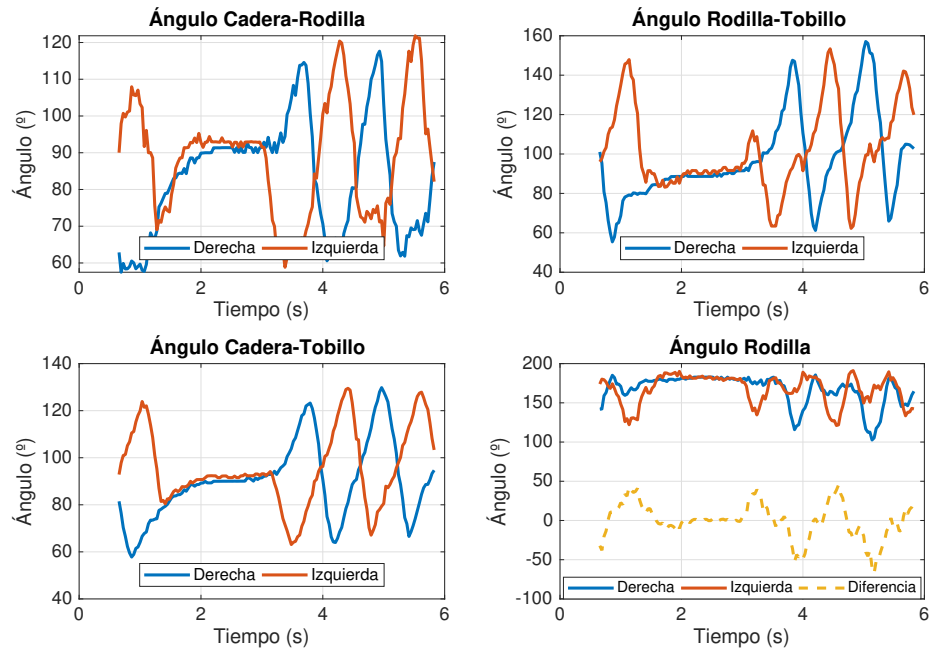 Ángulo Cadera-Rodilla
120
110
100
90
80
70
60
Ángulo (º)
Derecha Izquierda
0 2 4 6
Tiempo (s)
Ángulo Rodilla-Tobillo
160
140
120
100
80
60
40
Ángulo (º)
Derecha Izquierda
0 2 4 6
Tiempo (s)
Ángulo Cadera-Tobillo
140
120
100
80
60
40
Ángulo (º)
Derecha Izquierda
0 2 4 6
Tiempo (s)
Ángulo Rodilla
200
150
100
50
0
-50
-100
Ángulo (º)
Derecha Izquierda Diferencia
0 2 4 6
Tiempo (s)